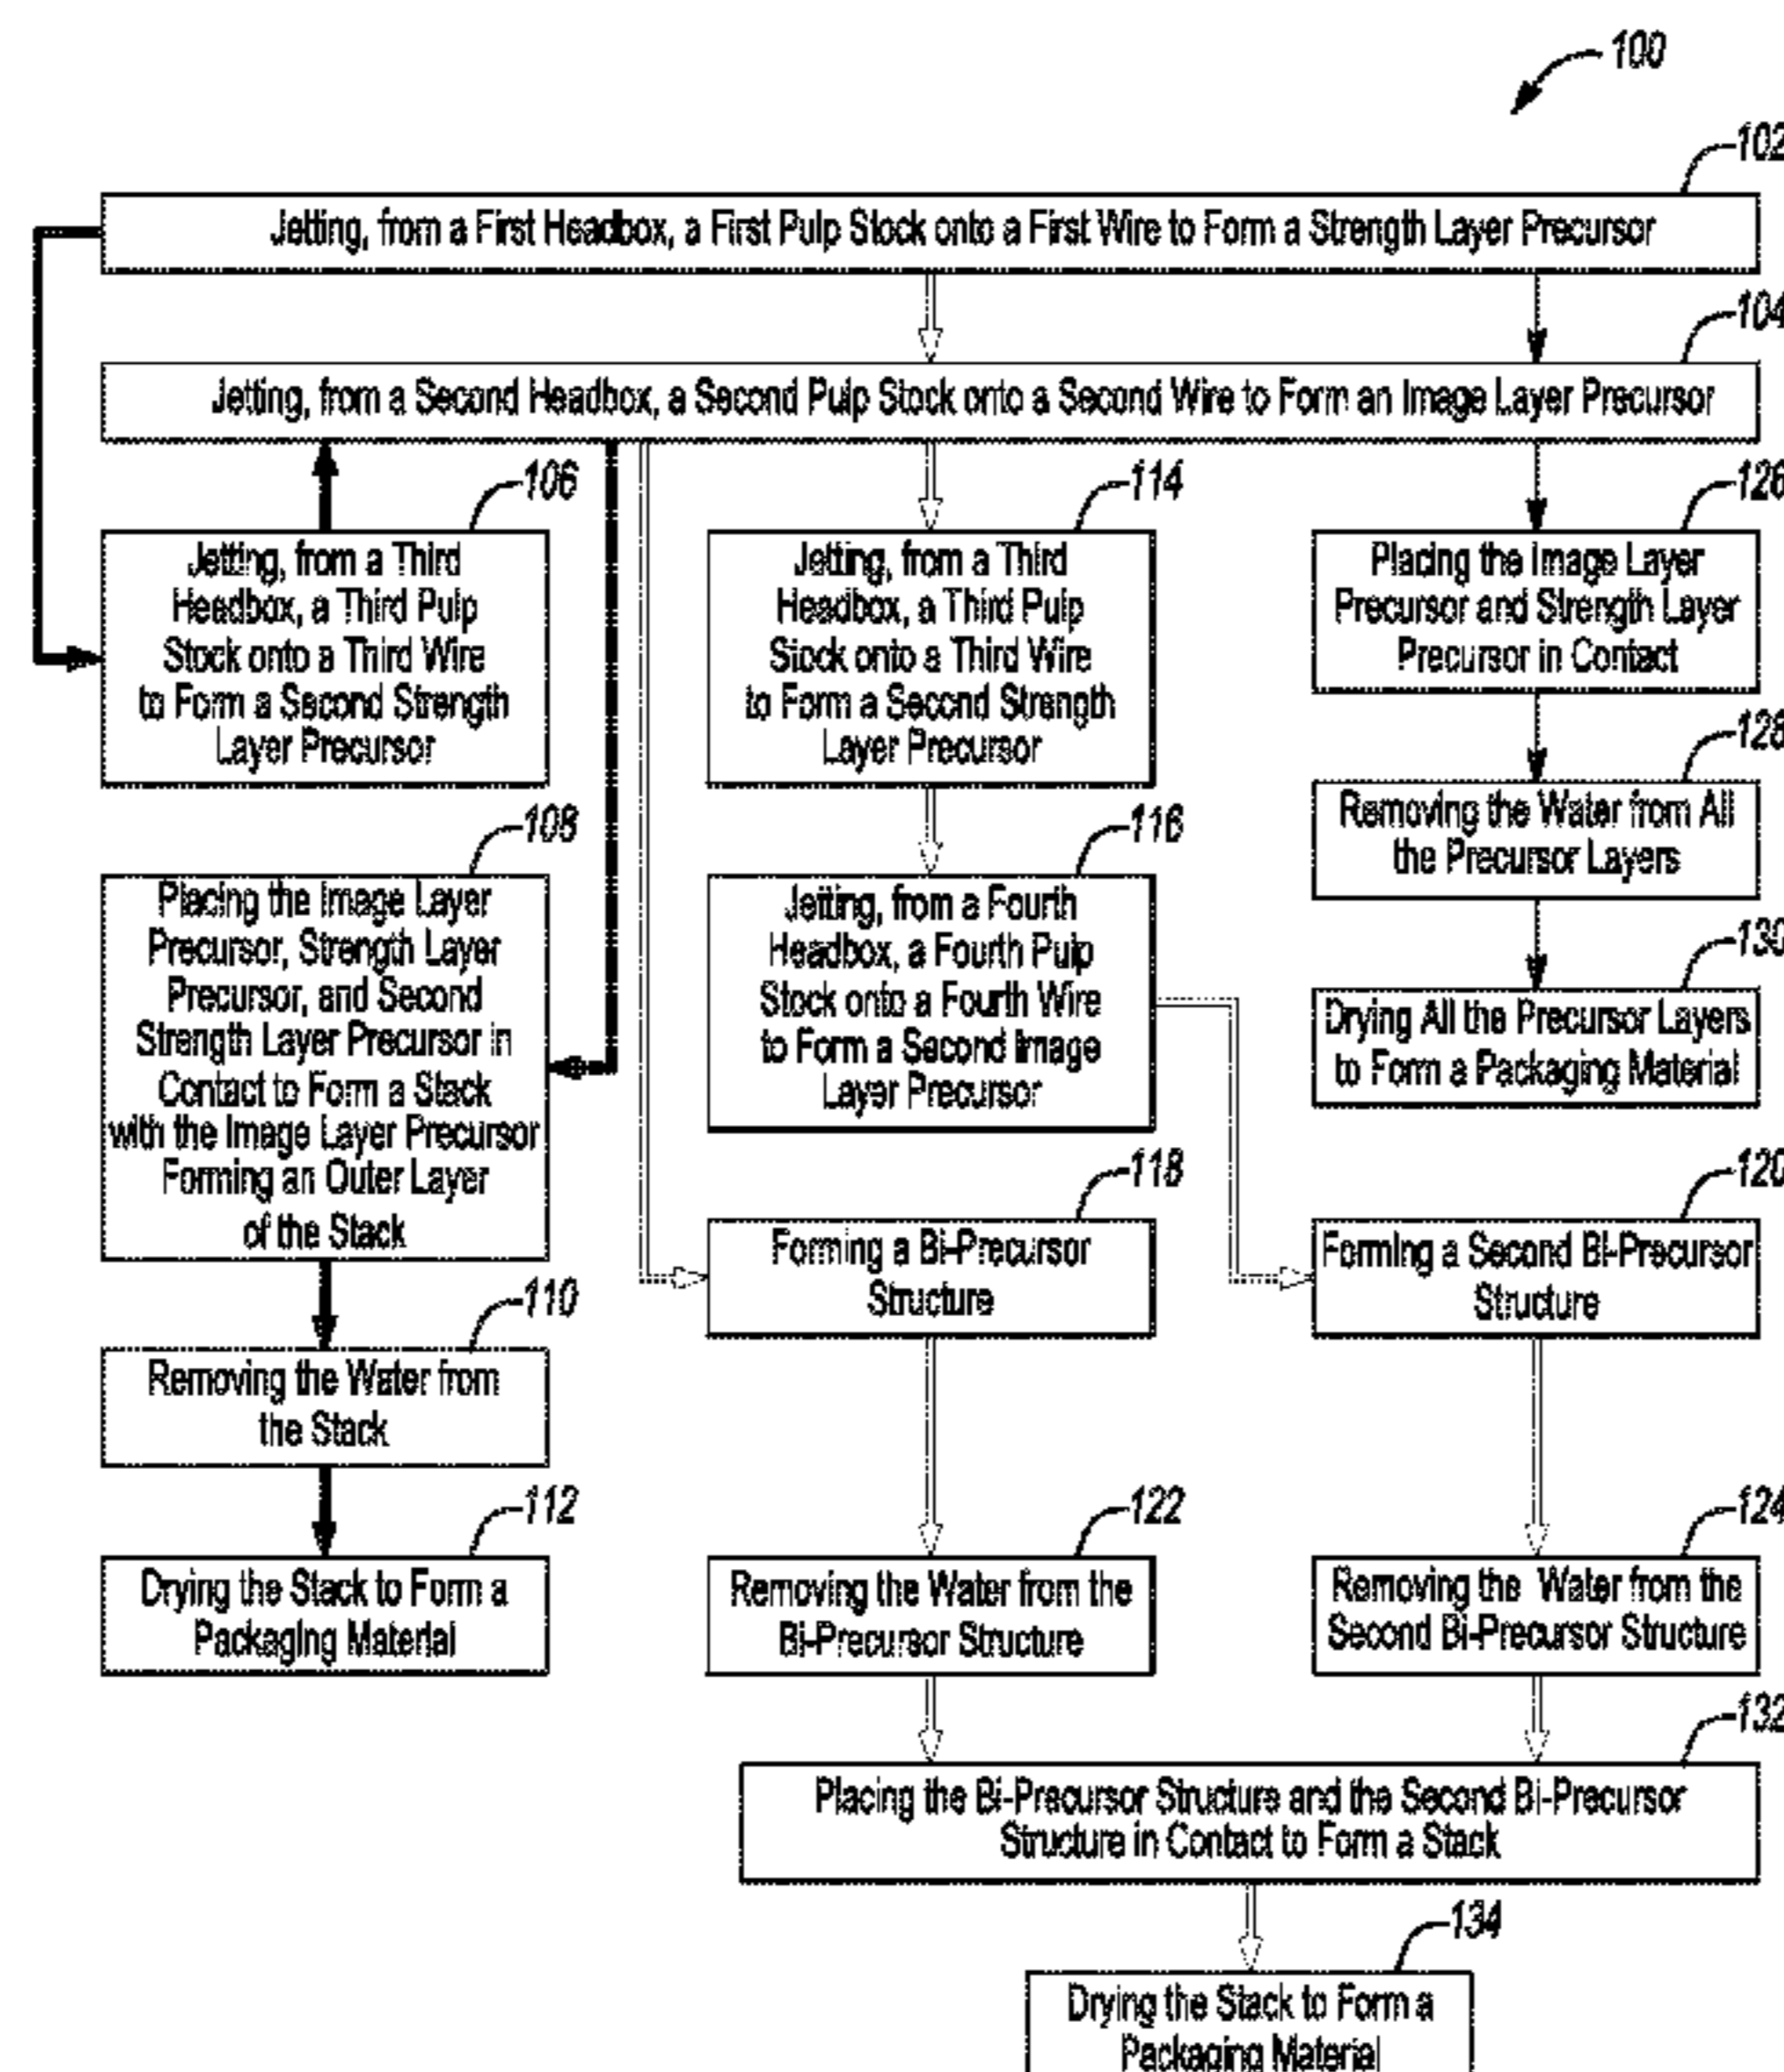 100
102
Jetting, from a First Headbox, a First Pulp Stock onto a First Wire to Form a Strength Layer Precursor
104
Jetting, from a Second Headbox, a Second Pulp Stock onto a Second Wire to Form an Image Layer Precursor
106
Jetting, from a Third
Headbox, a Third Pulp
Stock onto a Third Wire
to Form a Second Strength
Layer Precursor
114
Jetting, from a Third
Headbox, a Third Pulp
Stock onto a Third Wire
to Form a Second Strength
Layer Precursor
126
Placing the Image Layer
Precursor and Strength Layer
Precursor in Contact
128
Removing the Water from All
the Precursor Layers
108
Placing the Image Layer
Precursor, Strength Layer
Precursor, and Second
Strength Layer Precursor in
Contact to Form a Stack
with the Image Layer Precursor
Forming an Outer Layer
of the Stack
116
Jetting, from a Fourth
Headbox, a Fourth Pulp
Stock onto a Fourth Wire
to Form a Second Image
Layer Precursor
130
Drying All the Precursor Layers
to Form a Packaging Material
118
Forming a Bi-Precursor
Structure
120
Forming a Second Bi-Precursor
Structure
110
Removing the Water from
the Stack
112
Drying the Stack to Form a
Packaging Material
122
Removing the Water from the
Bi-Precursor Structure
124
Removing the Water from the
Second Bi-Precursor Structure
132
Placing the Bi-Precursor Structure and the Second Bi-Precursor
Structure in Contact to Form a Stack
134
Drying the Stack to Form a
Packaging Material